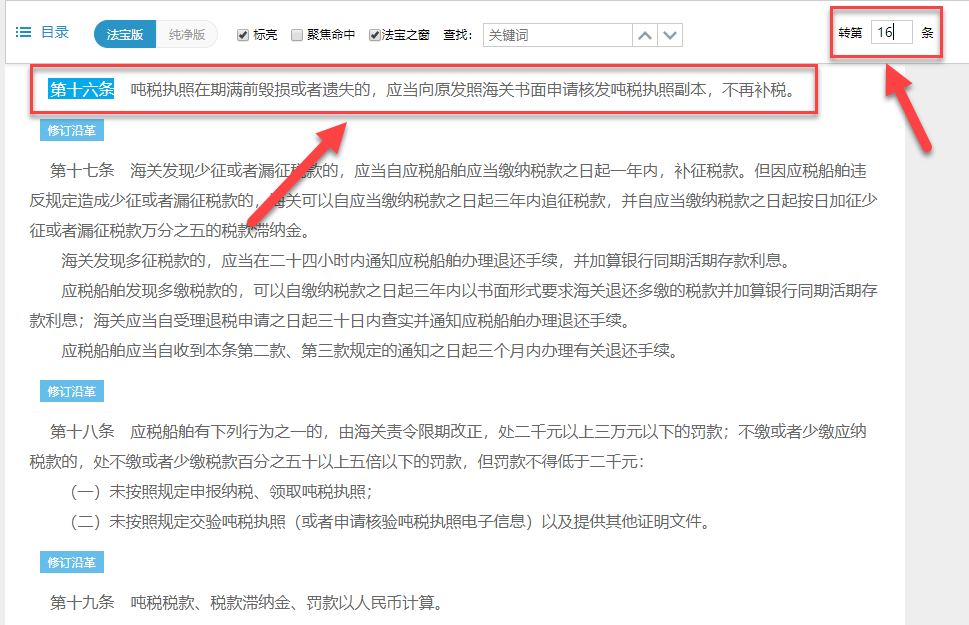 目录 法宝版 纯净版 标亮 聚焦命中 法宝之窗 查找: 关键词 转第 16 条
第十六条 吨税执照在期满前毁损或者遗失的，应当向原发照海关书面申请核发吨税执照副本，不再补税。
修订沿革
第十七条 海关发现少征或者漏征税款的，应当自应税船舶应当缴纳税款之日起一年内，补征税款。但因应税船舶违
反规定造成少征或者漏征税款的，海关可以自应当缴纳税款之日起三年内追征税款，并自应当缴纳税款之日起按日加征少
征或者漏征税款万分之五的税款滞纳金。
海关发现多征税款的，应当在二十四小时内通知应税船舶办理退还手续，并加算银行同期活期存款利息。
应税船舶发现多缴税款的，可以自缴纳税款之日起三年内以书面形式要求海关退还多缴的税款并加算银行同期活期存
款利息；海关应当自受理退税申请之日起三十日内查实并通知应税船舶办理退还手续。
应税船舶应当自收到本条第二款、第三款规定的通知之日起三个月内办理有关退还手续。
修订沿革
第十八条 应税船舶有下列行为之一的，由海关责令限期改正，处二千元以上三万元以下的罚款；不缴或者少缴应纳
税款的，处不缴或者少缴税款百分之五十以上五倍以下的罚款，但罚款不得低于二千元：
（一）未按照规定申报纳税、领取吨税执照；
（二）未按照规定交验吨税执照（或者申请核验吨税执照电子信息）以及提供其他证明文件。
修订沿革
第十九条 吨税税款、税款滞纳金、罚款以人民币计算。